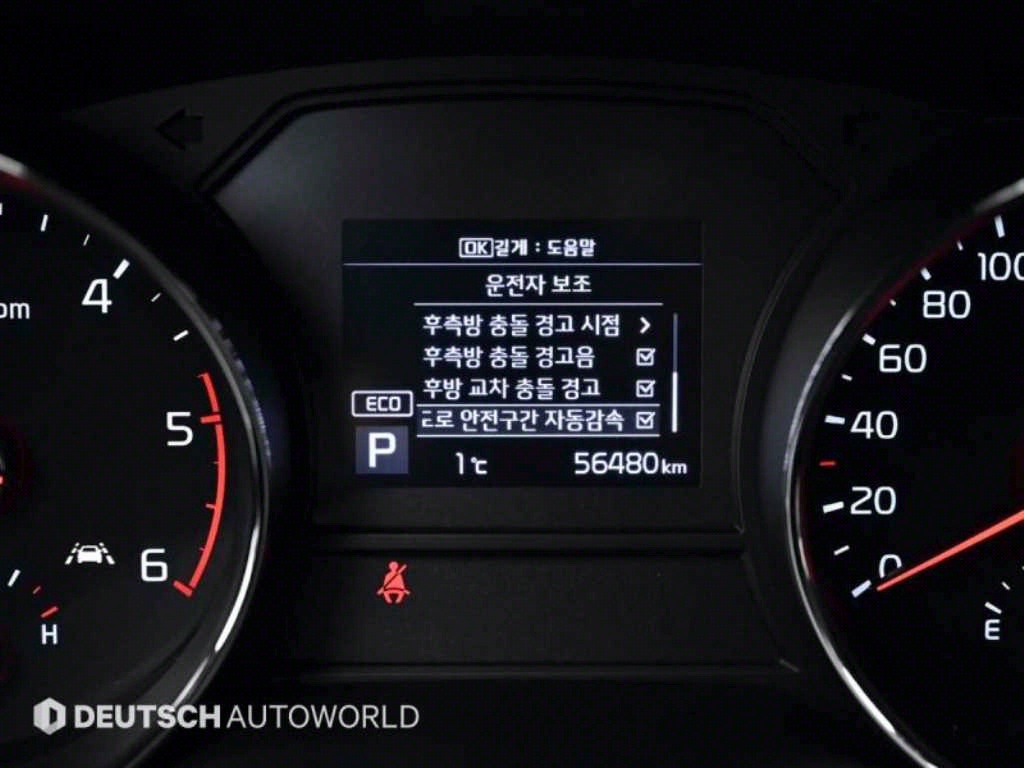 OK 길게 : 도움말
운전자 보조
후측방 충돌 경고 시점
후측방 충돌 경고음
후방 교차 충돌 경고
로 안전구간 자동감속
ECO
P
1℃
56480km
4
5
6
H
100
80
60
40
20
0
E
DEUTSCH AUTOWORLD